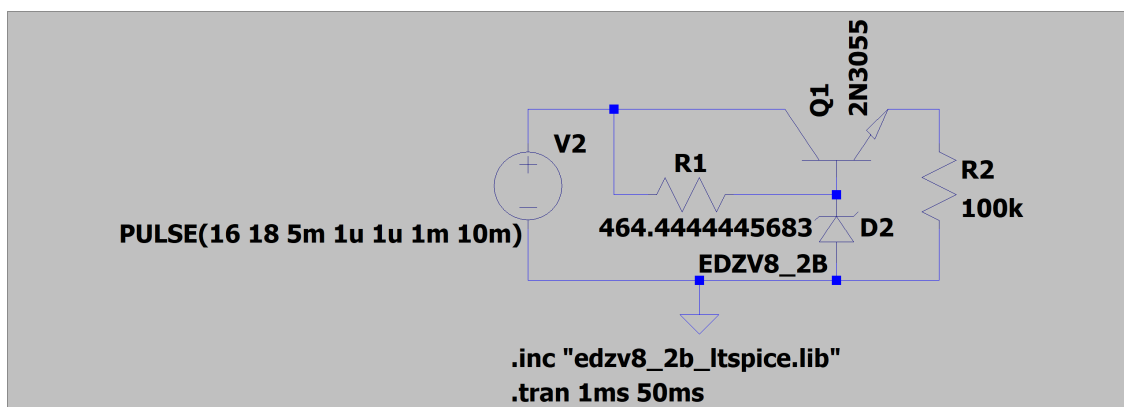 Q1
2N3055
V2
R1
R2
100k
PULSE(16 18 5m 1u 1u 1m 10m)
464.4444445683
D2
EDZV8_2B
.inc "edzv8_2b_ltspice.lib"
.tran 1ms 50ms